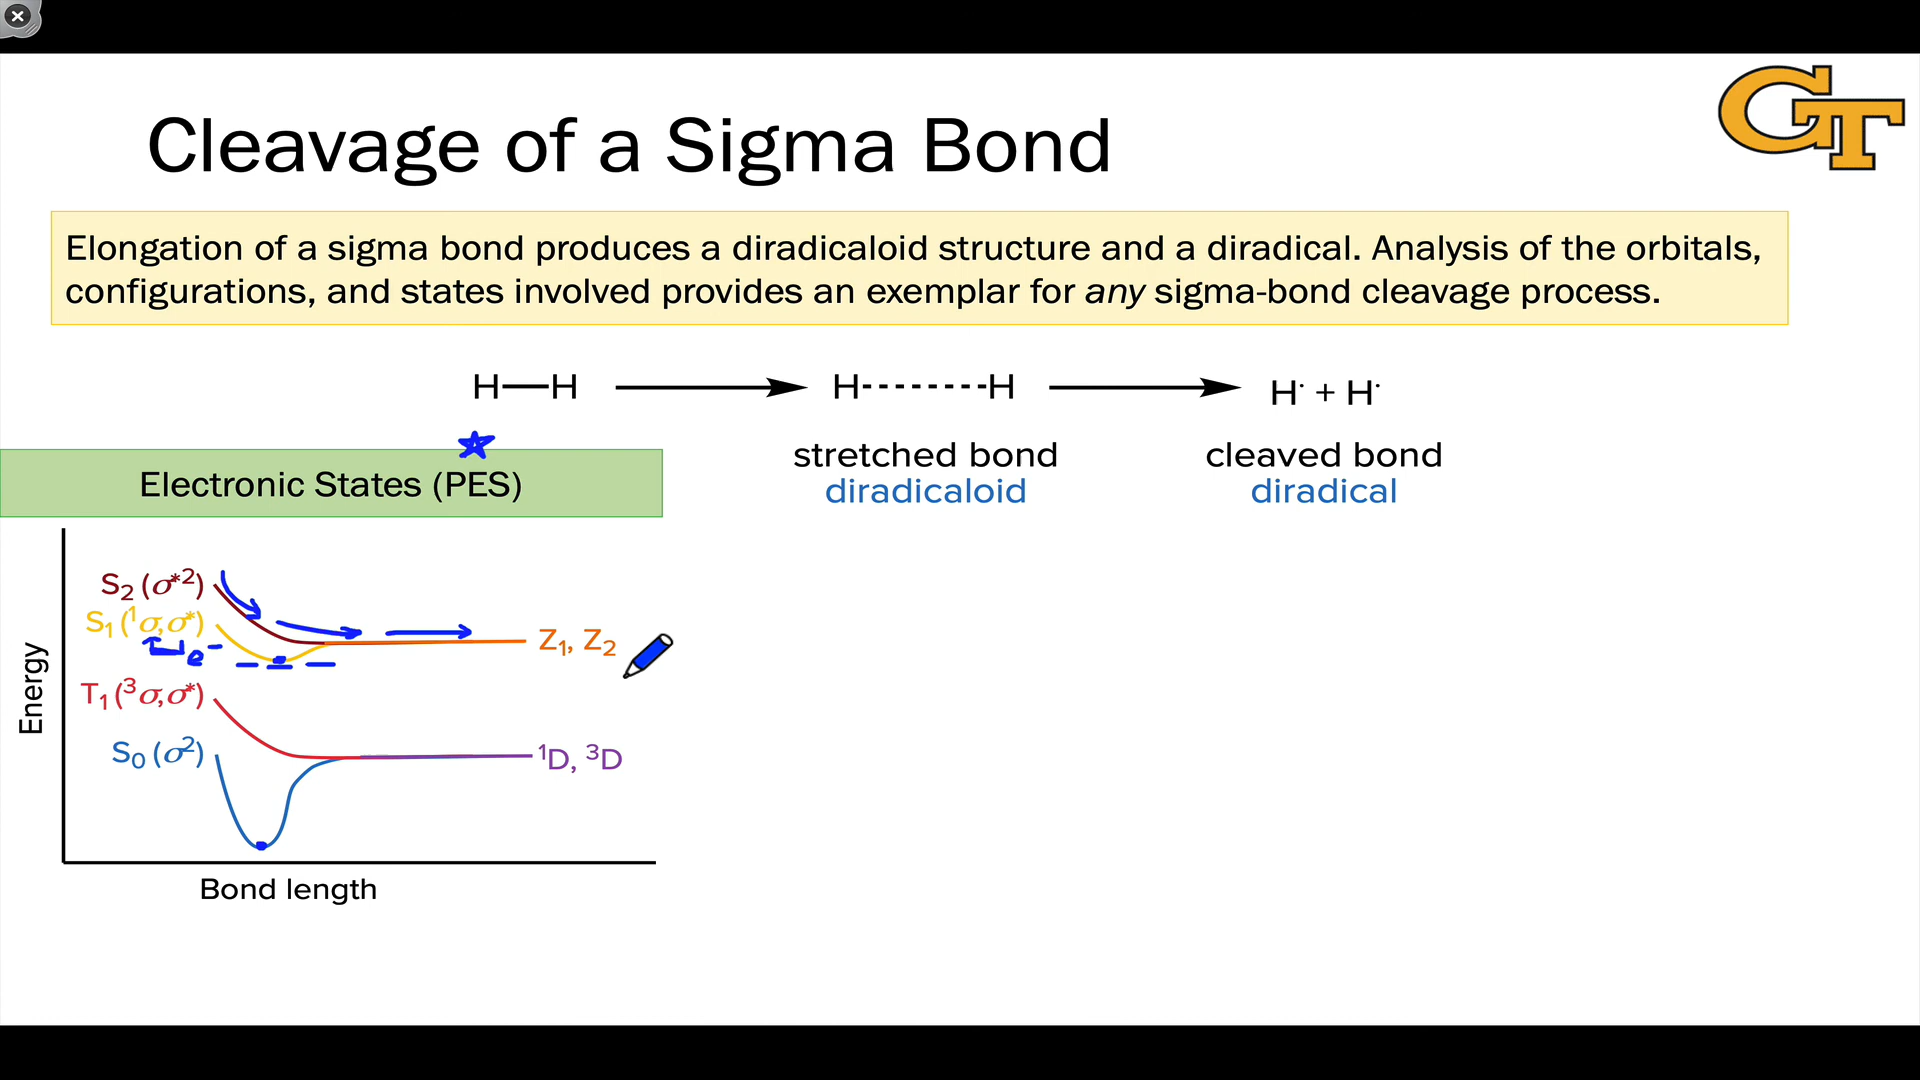 GT
Cleavage of a Sigma Bond
Elongation of a sigma bond produces a diradicaloid structure and a diradical. Analysis of the orbitals,
configurations, and states involved provides an exemplar for any sigma-bond cleavage process.
H—H H--------H H· + H·
stretched bond cleaved bond
diradicaloid diradical
Electronic States (PES)
S₂ (σ*²)
S₁ (¹σ,σ*)
Z₁, Z₂
T₁ (³σ,σ*)
S₀ (σ²)
¹D, ³D
Energy
Bond length